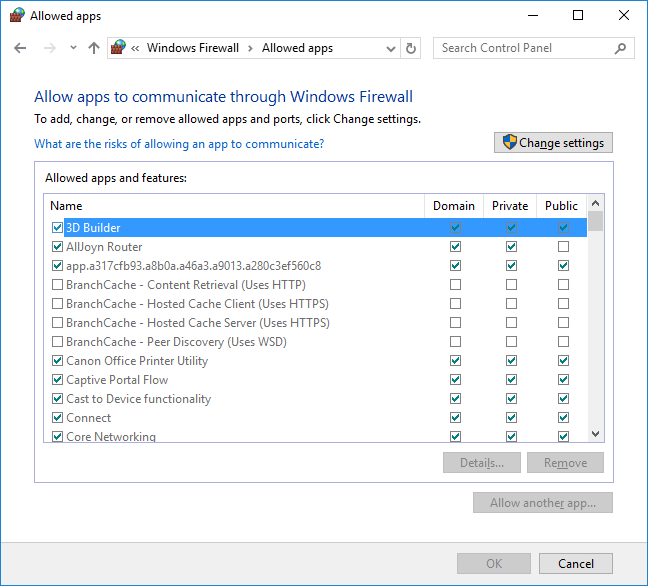 Allowed apps
« Windows Firewall › Allowed apps
Search Control Panel
Allow apps to communicate through Windows Firewall
To add, change, or remove allowed apps and ports, click Change settings.
What are the risks of allowing an app to communicate?
Change settings
Allowed apps and features:
Name Domain Private Public
3D Builder
AllJoyn Router
app.a317cfb93.a8b0a.a46a3.a9013.a280c3ef560c8
BranchCache - Content Retrieval (Uses HTTP)
BranchCache - Hosted Cache Client (Uses HTTPS)
BranchCache - Hosted Cache Server (Uses HTTPS)
BranchCache - Peer Discovery (Uses WSD)
Canon Office Printer Utility
Captive Portal Flow
Cast to Device functionality
Connect
Core Networking
Details... Remove
Allow another app...
OK Cancel